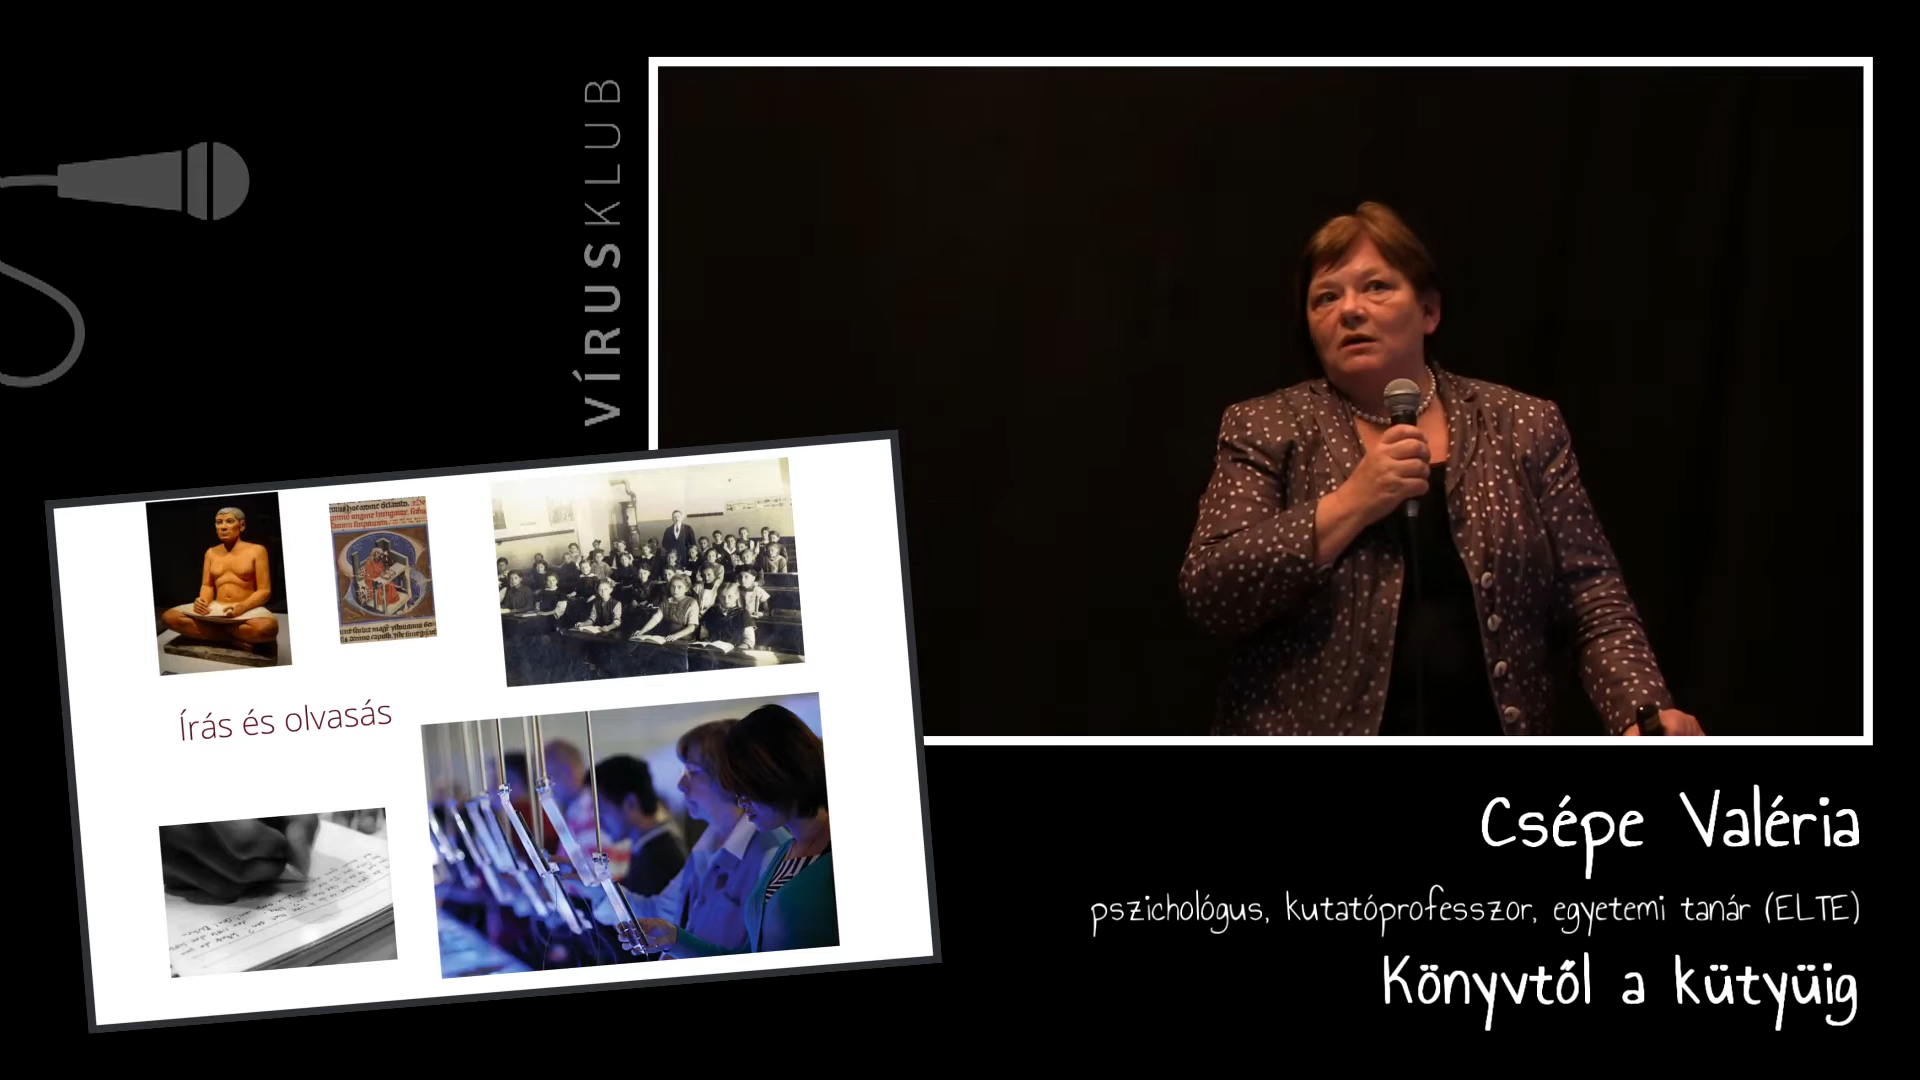 VÍRUSKLUB
Írás és olvasás
Csépe Valéria
pszichológus, kutatóprofesszor, egyetemi tanár (ELTE)
Könyvtől a kütyüig